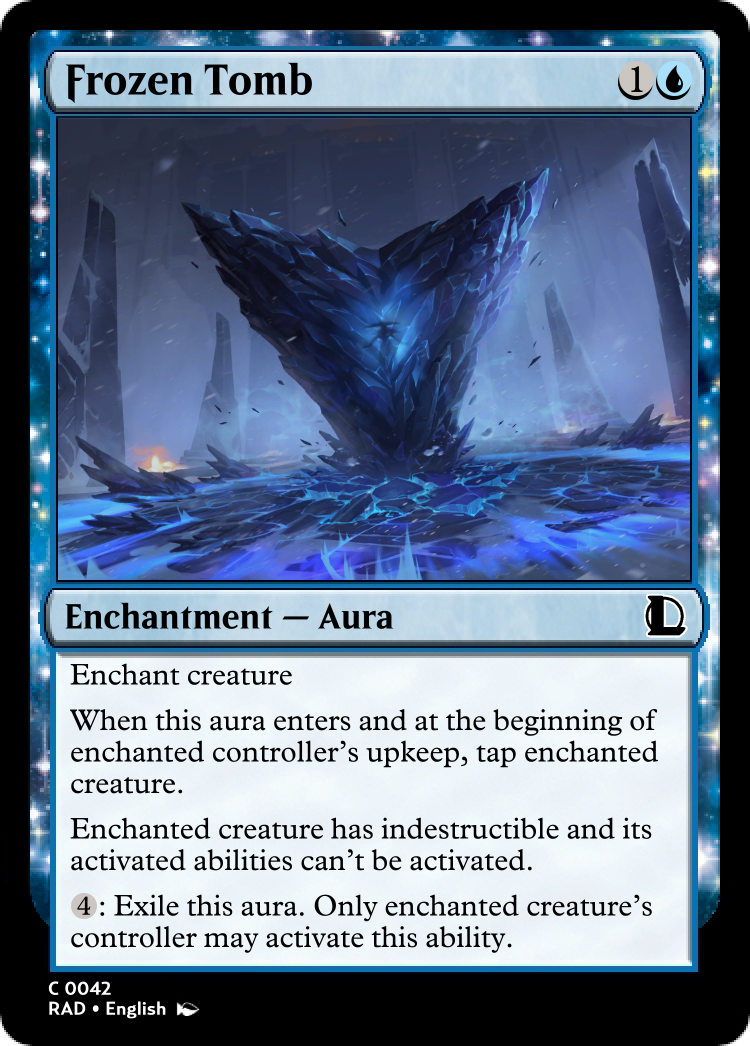 Frozen Tomb
1
Enchantment — Aura
Enchant creature
When this aura enters and at the beginning of
enchanted controller's upkeep, tap enchanted
creature.
Enchanted creature has indestructible and its
activated abilities can't be activated.
4: Exile this aura. Only enchanted creature's
controller may activate this ability.
C 0042
RAD • English